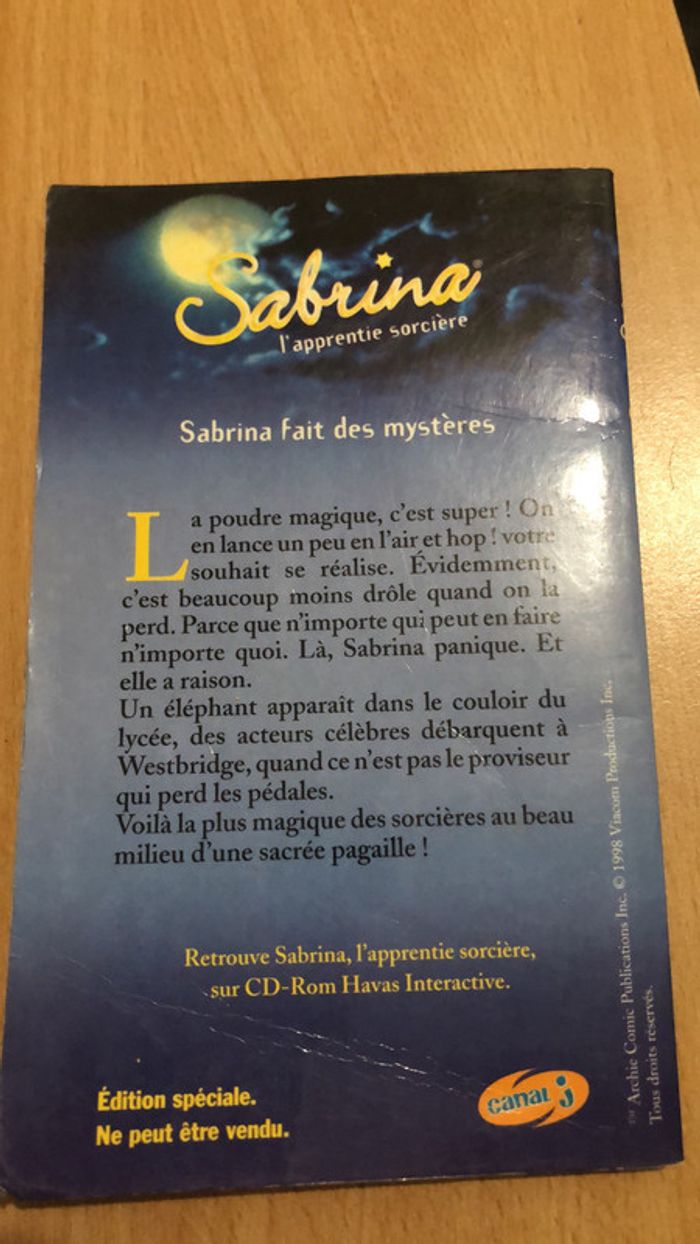 Sabrina®
l'apprentie sorcière
Sabrina fait des mystères
La poudre magique, c'est super ! On
en lance un peu en l'air et hop ! votre
souhait se réalise. Évidemment,
c'est beaucoup moins drôle quand on la
perd. Parce que n'importe qui peut en faire
n'importe quoi. Là, Sabrina panique. Et
elle a raison.
Un éléphant apparaît dans le couloir du
lycée, des acteurs célèbres débarquent à
Westbridge, quand ce n'est pas le proviseur
qui perd les pédales.
Voilà la plus magique des sorcières au beau
milieu d'une sacrée pagaille !
Retrouve Sabrina, l'apprentie sorcière,
sur CD-Rom Havas Interactive.
Édition spéciale.
Ne peut être vendu.
canal J
™ Archie Comic Publications Inc. © 1998 Viacom Productions Inc.
Tous droits réservés.